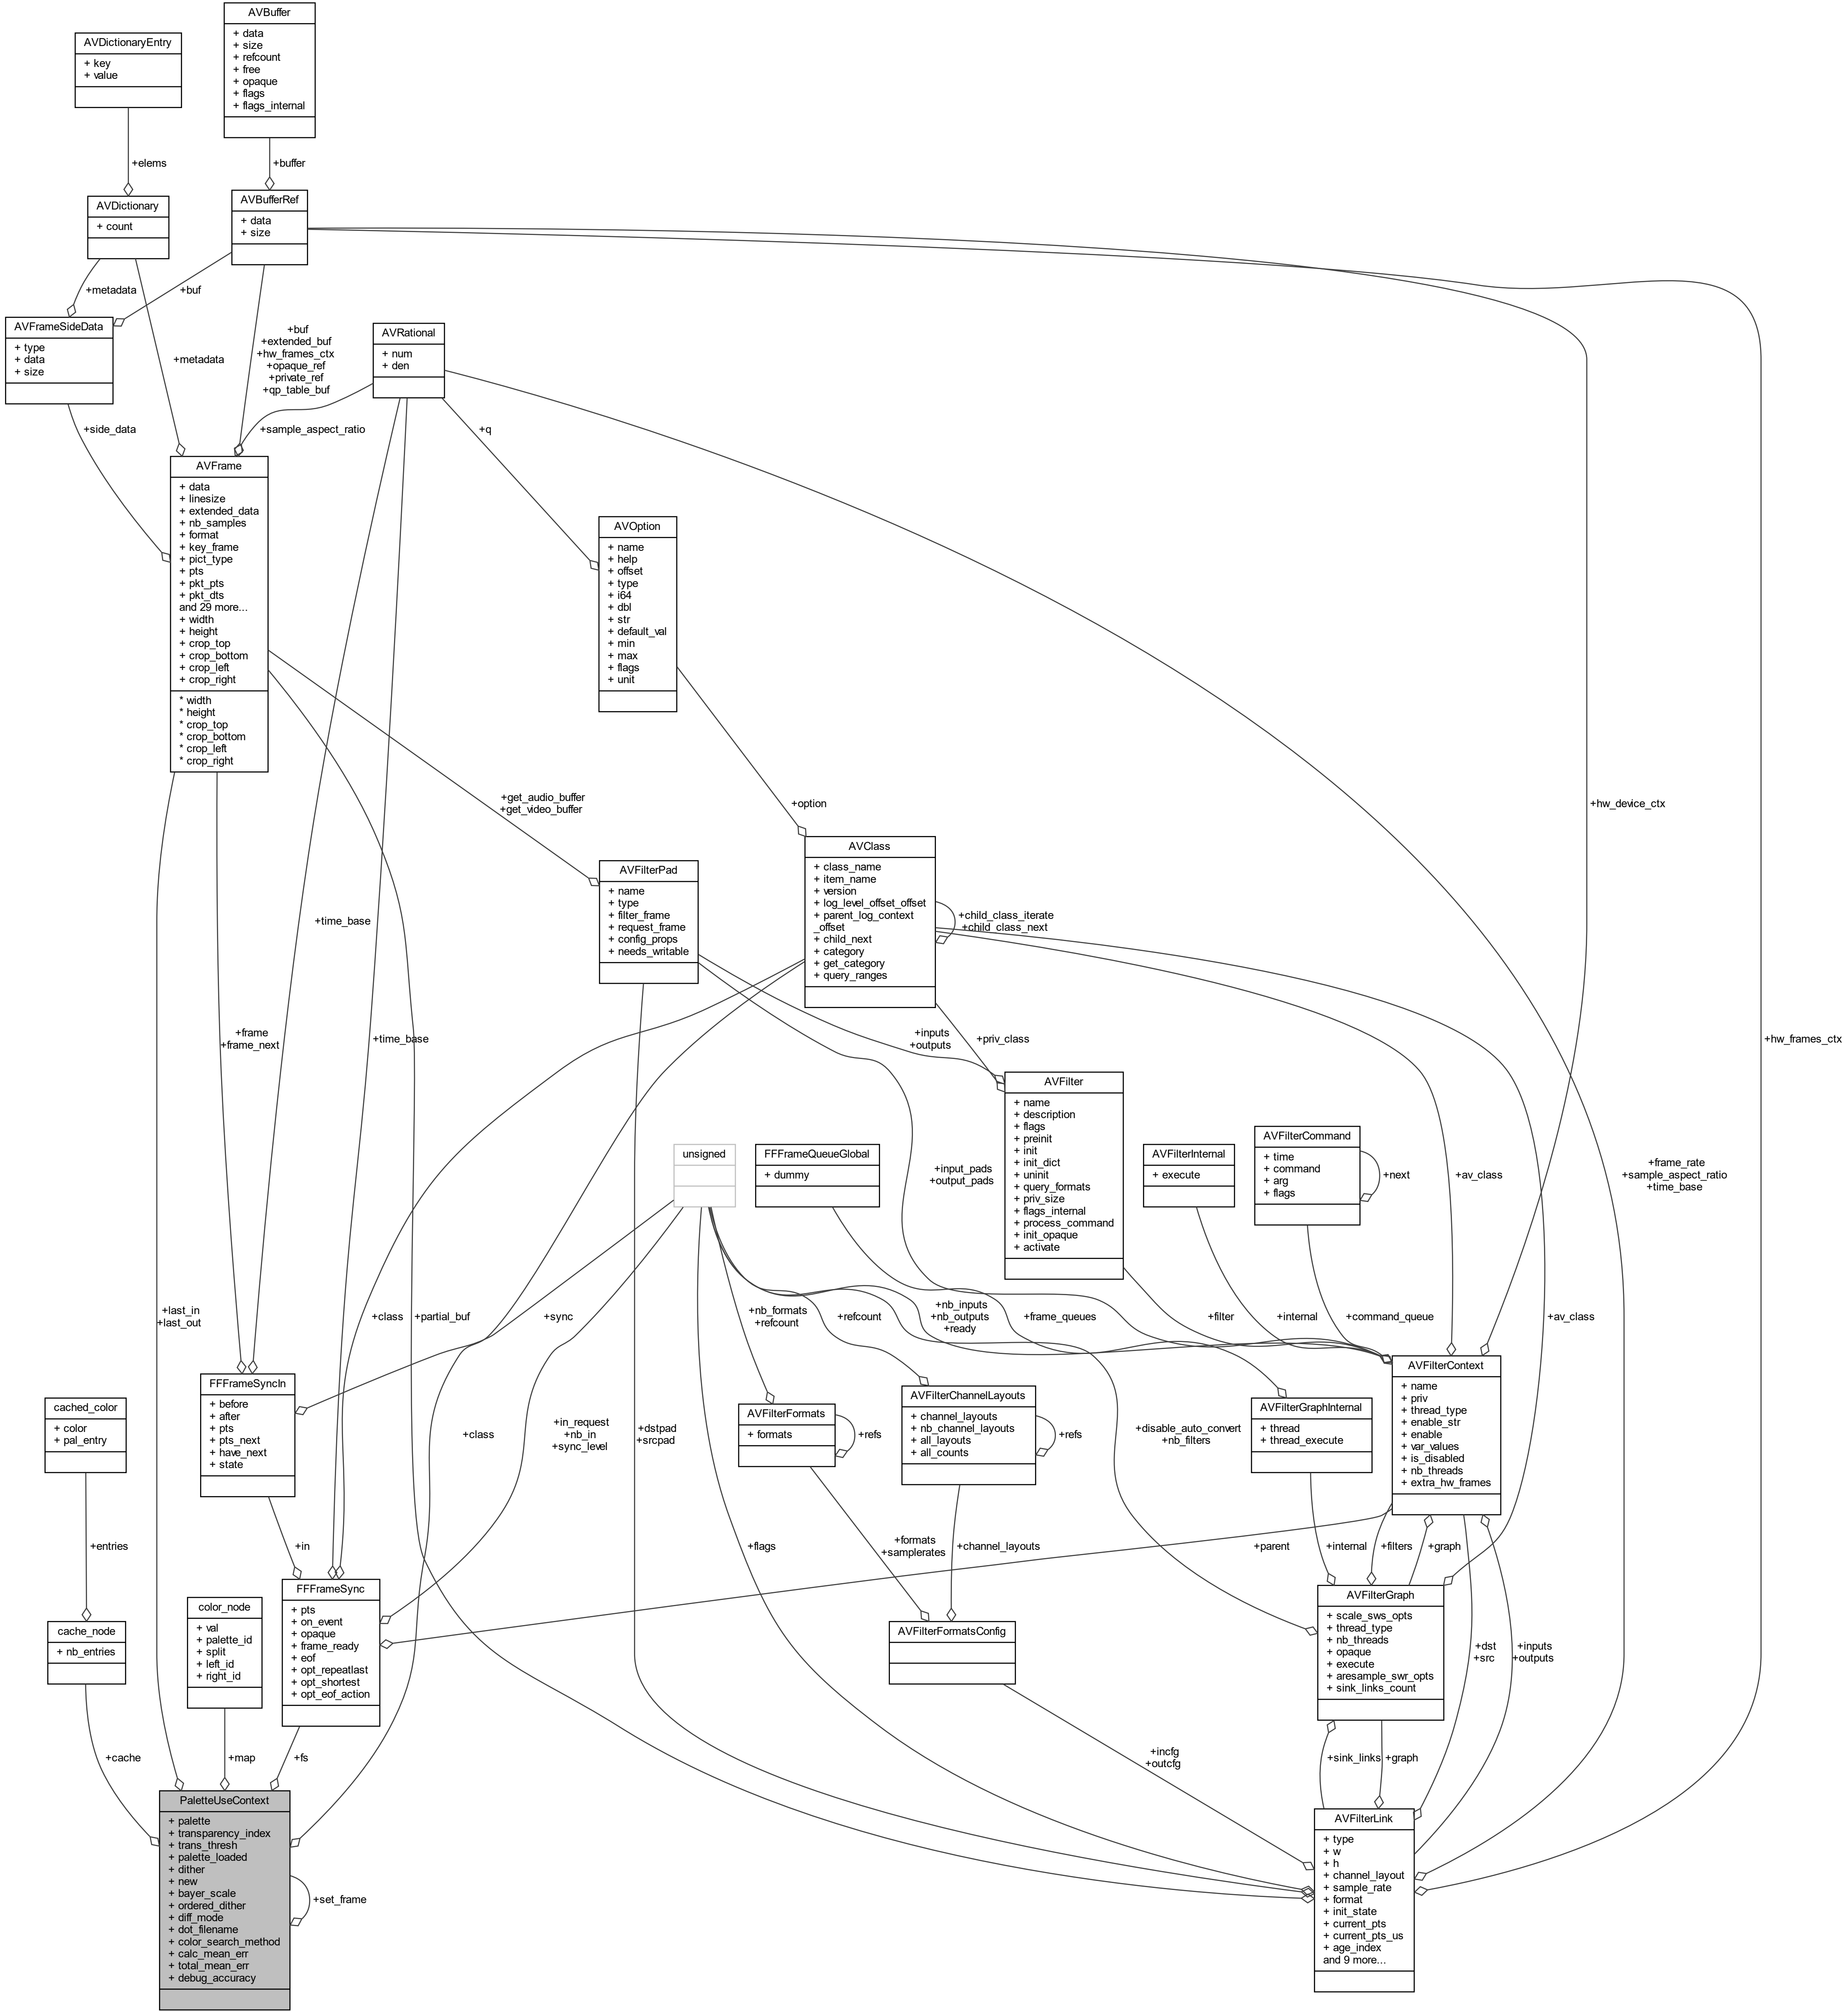 AVBuffer
+ data
+ size
+ refcount
+ free
+ opaque
+ flags
+ flags_internal
AVDictionaryEntry
+ key
+ value
+elems
+buffer
AVDictionary
+ count
AVBufferRef
+ data
+ size
+metadata
+buf
AVFrameSideData
+ type
+ data
+ size
+metadata
+buf
+extended_buf
+hw_frames_ctx
+opaque_ref
+private_ref
+qp_table_buf
AVRational
+ num
+ den
+side_data
+sample_aspect_ratio
+q
AVFrame
+ data
+ linesize
+ extended_data
+ nb_samples
+ format
+ key_frame
+ pict_type
+ pts
+ pkt_pts
+ pkt_dts
and 29 more...
+ width
+ height
+ crop_top
+ crop_bottom
+ crop_left
+ crop_right
* width
* height
* crop_top
* crop_bottom
* crop_left
* crop_right
AVOption
+ name
+ help
+ offset
+ type
+ i64
+ dbl
+ str
+ default_val
+ min
+ max
+ flags
+ unit
+get_audio_buffer
+get_video_buffer
+option
+hw_device_ctx
AVFilterPad
+ name
+ type
+ filter_frame
+ request_frame
+ config_props
+ needs_writable
AVClass
+ class_name
+ item_name
+ version
+ log_level_offset_offset
+ parent_log_context
_offset
+ child_next
+ category
+ get_category
+ query_ranges
+child_class_iterate
+child_class_next
+time_base
+frame
+frame_next
+time_base
+inputs
+outputs
+priv_class
+hw_frames_ctx
AVFilter
+ name
+ description
+ flags
+ preinit
+ init
+ init_dict
+ uninit
+ query_formats
+ priv_size
+ flags_internal
+ process_command
+ init_opaque
+ activate
unsigned
FFFrameQueueGlobal
+ dummy
+input_pads
+output_pads
AVFilterInternal
+ execute
AVFilterCommand
+ time
+ command
+ arg
+ flags
+next
+av_class
+frame_rate
+sample_aspect_ratio
+time_base
+last_in
+last_out
+class
+partial_buf
+sync
+nb_formats
+refcount
+refcount
+nb_inputs
+nb_outputs
+ready
+frame_queues
+filter
+internal
+command_queue
+av_class
FFFrameSyncIn
+ before
+ after
+ pts
+ pts_next
+ have_next
+ state
cached_color
+ color
+ pal_entry
+class
+in_request
+nb_in
+sync_level
+dstpad
+srcpad
AVFilterFormats
+ formats
+refs
AVFilterChannelLayouts
+ channel_layouts
+ nb_channel_layouts
+ all_layouts
+ all_counts
+refs
+disable_auto_convert
+nb_filters
AVFilterGraphInternal
+ thread
+ thread_execute
AVFilterContext
+ name
+ priv
+ thread_type
+ enable_str
+ enable
+ var_values
+ is_disabled
+ nb_threads
+ extra_hw_frames
+entries
+in
+flags
+formats
+samplerates
+channel_layouts
+parent
+internal
+filters
+graph
cache_node
+ nb_entries
color_node
+ val
+ palette_id
+ split
+ left_id
+ right_id
FFFrameSync
+ pts
+ on_event
+ opaque
+ frame_ready
+ eof
+ opt_repeatlast
+ opt_shortest
+ opt_eof_action
AVFilterFormatsConfig
AVFilterGraph
+ scale_sws_opts
+ thread_type
+ nb_threads
+ opaque
+ execute
+ aresample_swr_opts
+ sink_links_count
+dst
+src
+inputs
+outputs
+cache
+map
+fs
+incfg
+outcfg
+sink_links
+graph
PaletteUseContext
+ palette
+ transparency_index
+ trans_thresh
+ palette_loaded
+ dither
+ new
+ bayer_scale
+ ordered_dither
+ diff_mode
+ dot_filename
+ color_search_method
+ calc_mean_err
+ total_mean_err
+ debug_accuracy
+set_frame
AVFilterLink
+ type
+ w
+ h
+ channel_layout
+ sample_rate
+ format
+ init_state
+ current_pts
+ current_pts_us
+ age_index
and 9 more...